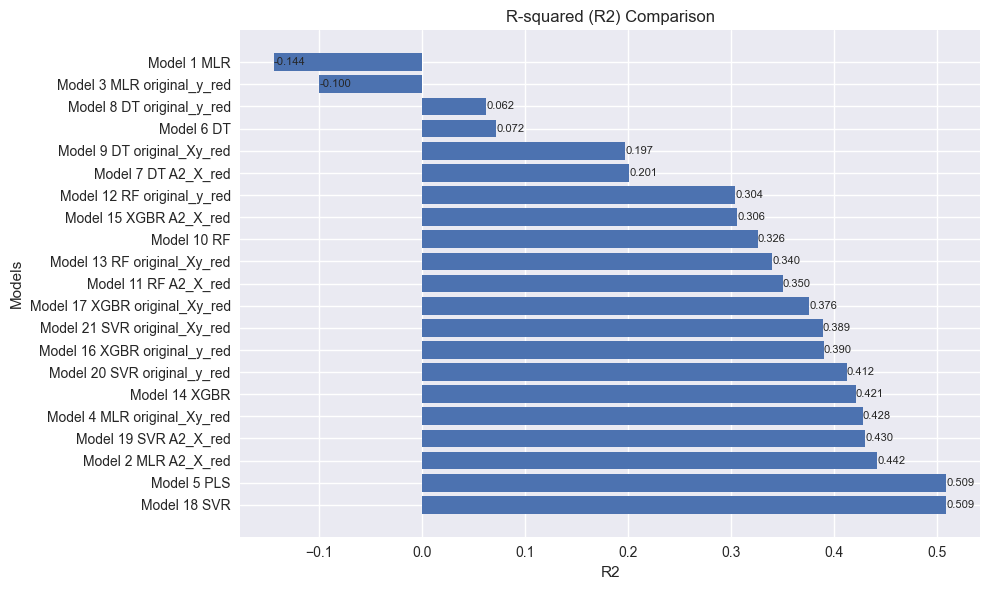 R-squared (R2) Comparison
Models
Model 1 MLR -0.144
Model 3 MLR original_y_red -0.100
Model 8 DT original_y_red 0.062
Model 6 DT 0.072
Model 9 DT original_Xy_red 0.197
Model 7 DT A2_X_red 0.201
Model 12 RF original_y_red 0.304
Model 15 XGBR A2_X_red 0.306
Model 10 RF 0.326
Model 13 RF original_Xy_red 0.340
Model 11 RF A2_X_red 0.350
Model 17 XGBR original_Xy_red 0.376
Model 21 SVR original_Xy_red 0.389
Model 16 XGBR original_y_red 0.390
Model 20 SVR original_y_red 0.412
Model 14 XGBR 0.421
Model 4 MLR original_Xy_red 0.428
Model 19 SVR A2_X_red 0.430
Model 2 MLR A2_X_red 0.442
Model 5 PLS 0.509
Model 18 SVR 0.509
−0.1 0.0 0.1 0.2 0.3 0.4 0.5
R2